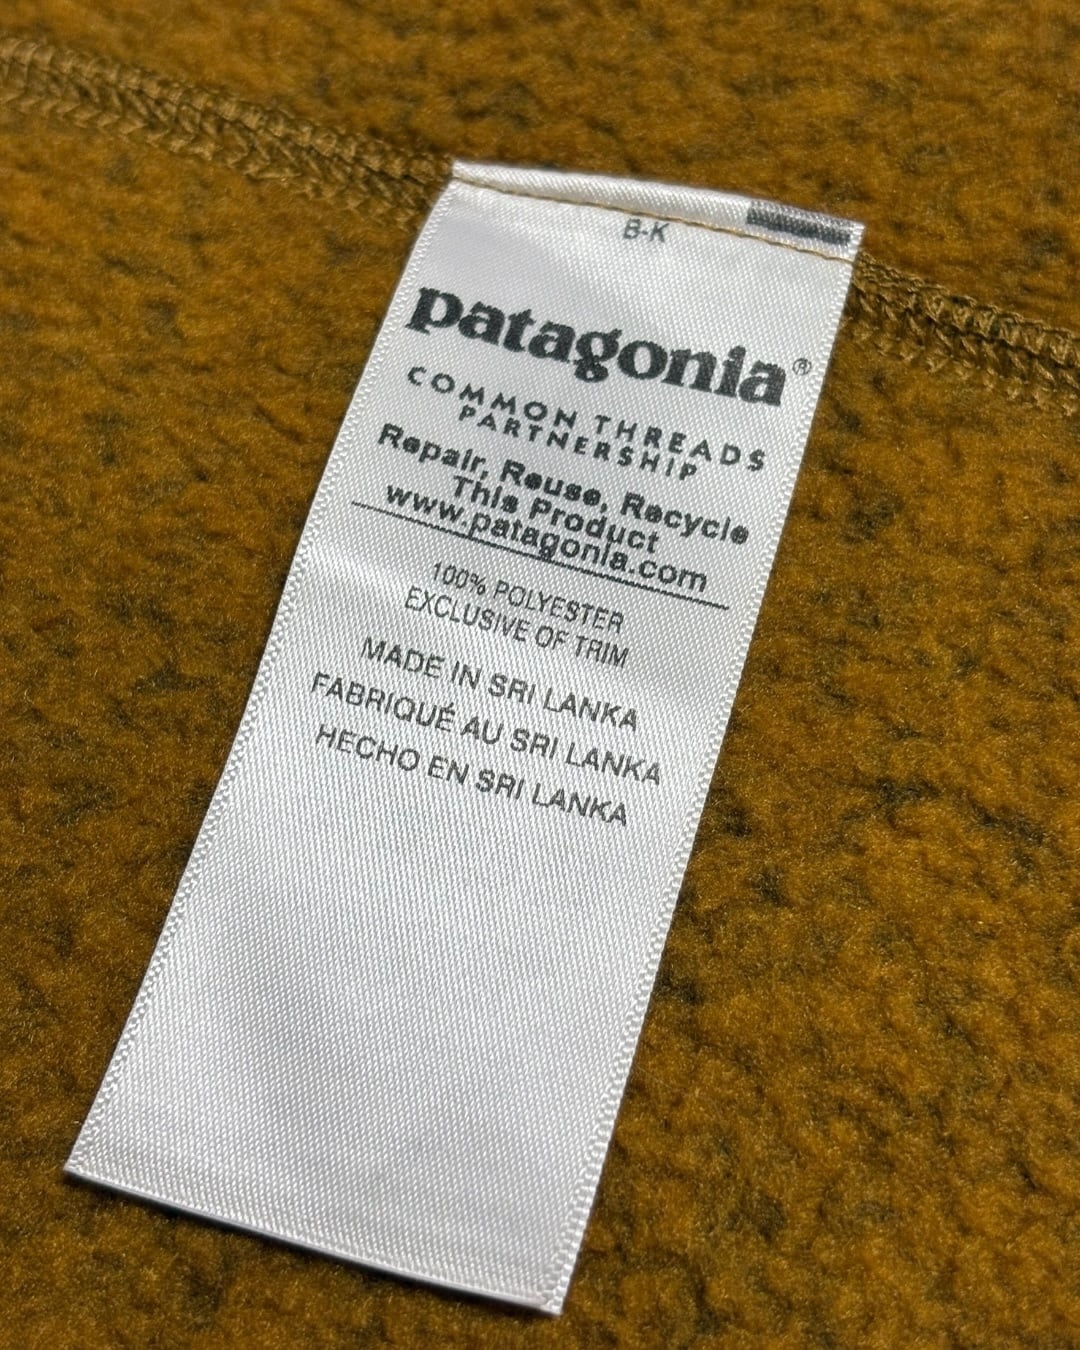 B-K
patagonia®
COMMON THREADS
PARTNERSHIP
Repair, Reuse, Recycle
This Product
www.patagonia.com
100% POLYESTER
EXCLUSIVE OF TRIM
MADE IN SRI LANKA
FABRIQUÉ AU SRI LANKA
HECHO EN SRI LANKA